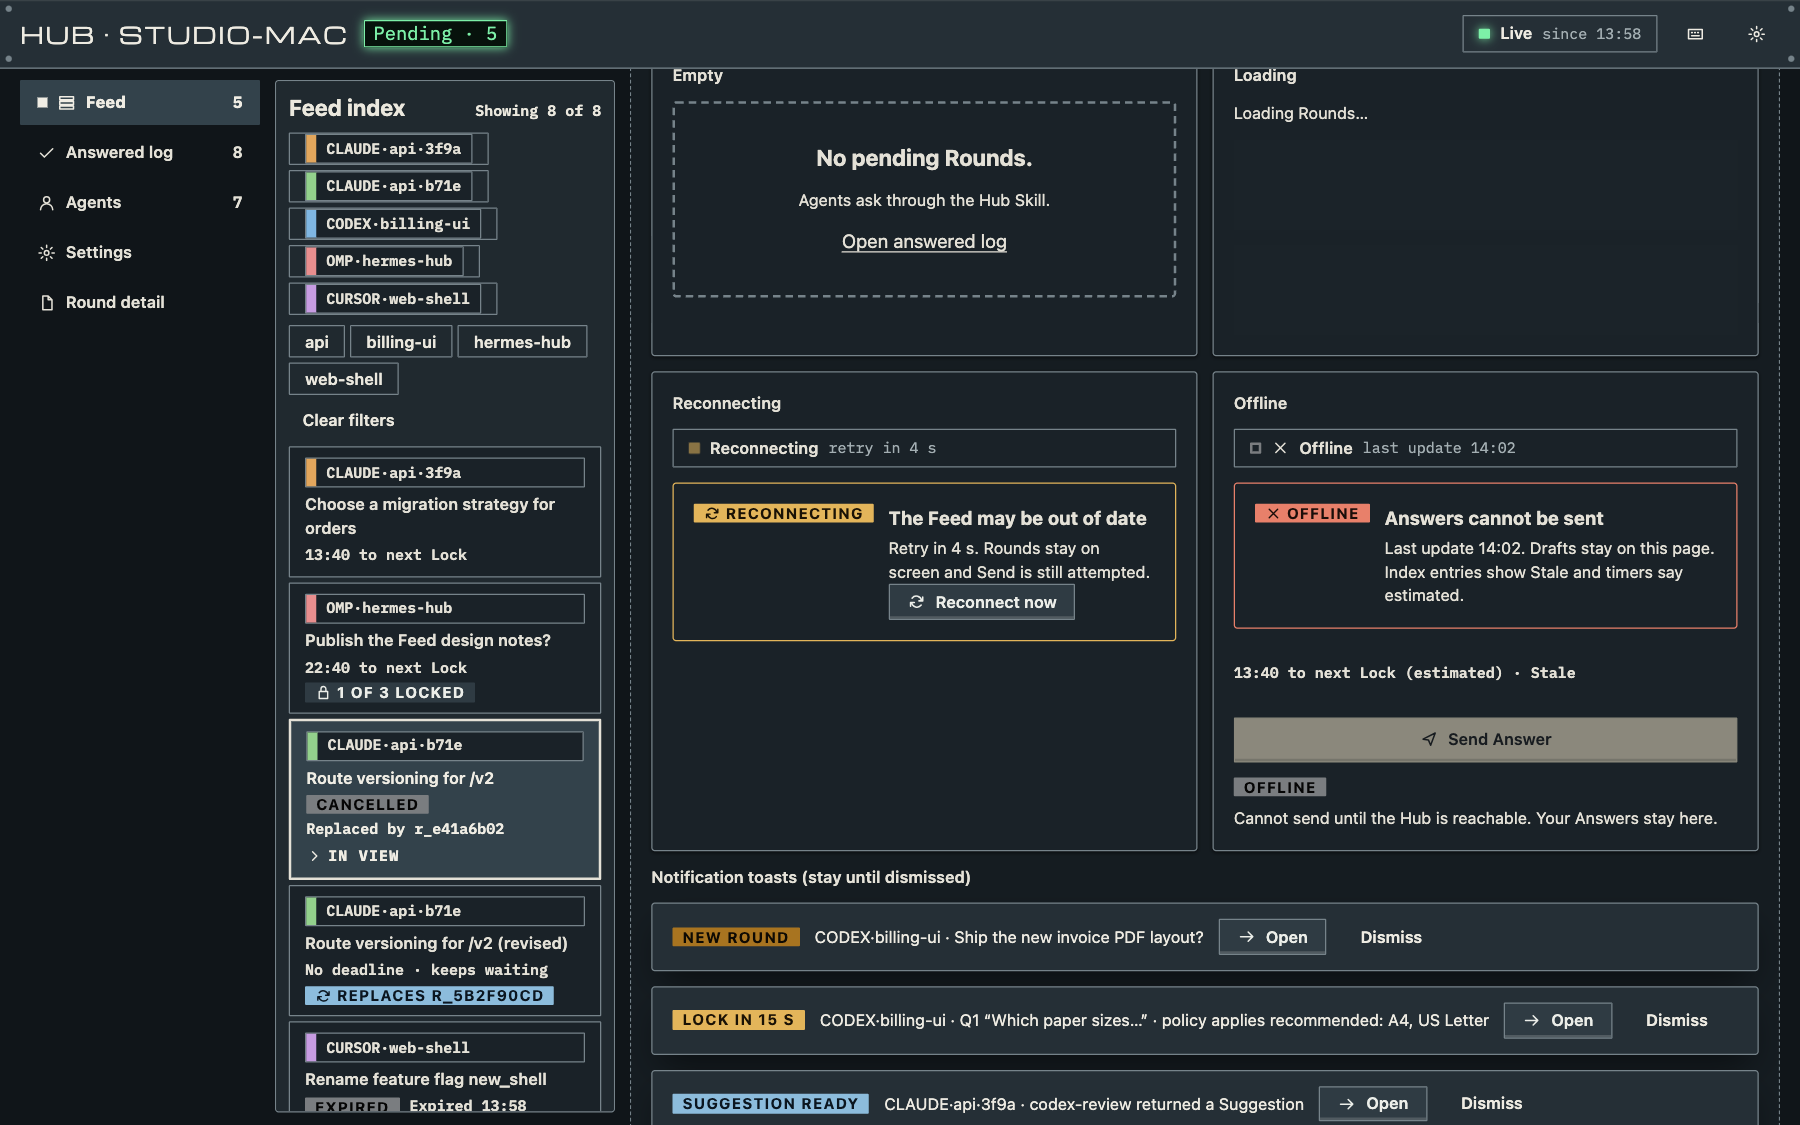 HUB · STUDIO-MAC
Pending · 5
Live since 13:58
Feed 5
Answered log 8
Agents 7
Settings
Round detail
Feed index
Showing 8 of 8
CLAUDE·api·3f9a
CLAUDE·api·b71e
CODEX·billing-ui
OMP·hermes-hub
CURSOR·web-shell
api
billing-ui
hermes-hub
web-shell
Clear filters
CLAUDE·api·3f9a
Choose a migration strategy for
orders
13:40 to next Lock
OMP·hermes-hub
Publish the Feed design notes?
22:40 to next Lock
1 OF 3 LOCKED
CLAUDE·api·b71e
Route versioning for /v2
CANCELLED
Replaced by r_e41a6b02
IN VIEW
CLAUDE·api·b71e
Route versioning for /v2 (revised)
No deadline · keeps waiting
REPLACES R_5B2F90CD
CURSOR·web-shell
Rename feature flag new_shell
EXPIRED Expired 13:58
Empty
No pending Rounds.
Agents ask through the Hub Skill.
Open answered log
Loading
Loading Rounds...
Reconnecting
Reconnecting retry in 4 s
RECONNECTING
The Feed may be out of date
Retry in 4 s. Rounds stay on
screen and Send is still attempted.
Reconnect now
Offline
Offline last update 14:02
OFFLINE
Answers cannot be sent
Last update 14:02. Drafts stay on this page.
Index entries show Stale and timers say
estimated.
13:40 to next Lock (estimated) · Stale
Send Answer
OFFLINE
Cannot send until the Hub is reachable. Your Answers stay here.
Notification toasts (stay until dismissed)
NEW ROUND CODEX·billing-ui · Ship the new invoice PDF layout? Open Dismiss
LOCK IN 15 S CODEX·billing-ui · Q1 “Which paper sizes…” · policy applies recommended: A4, US Letter Open Dismiss
SUGGESTION READY CLAUDE·api·3f9a · codex-review returned a Suggestion Open Dismiss